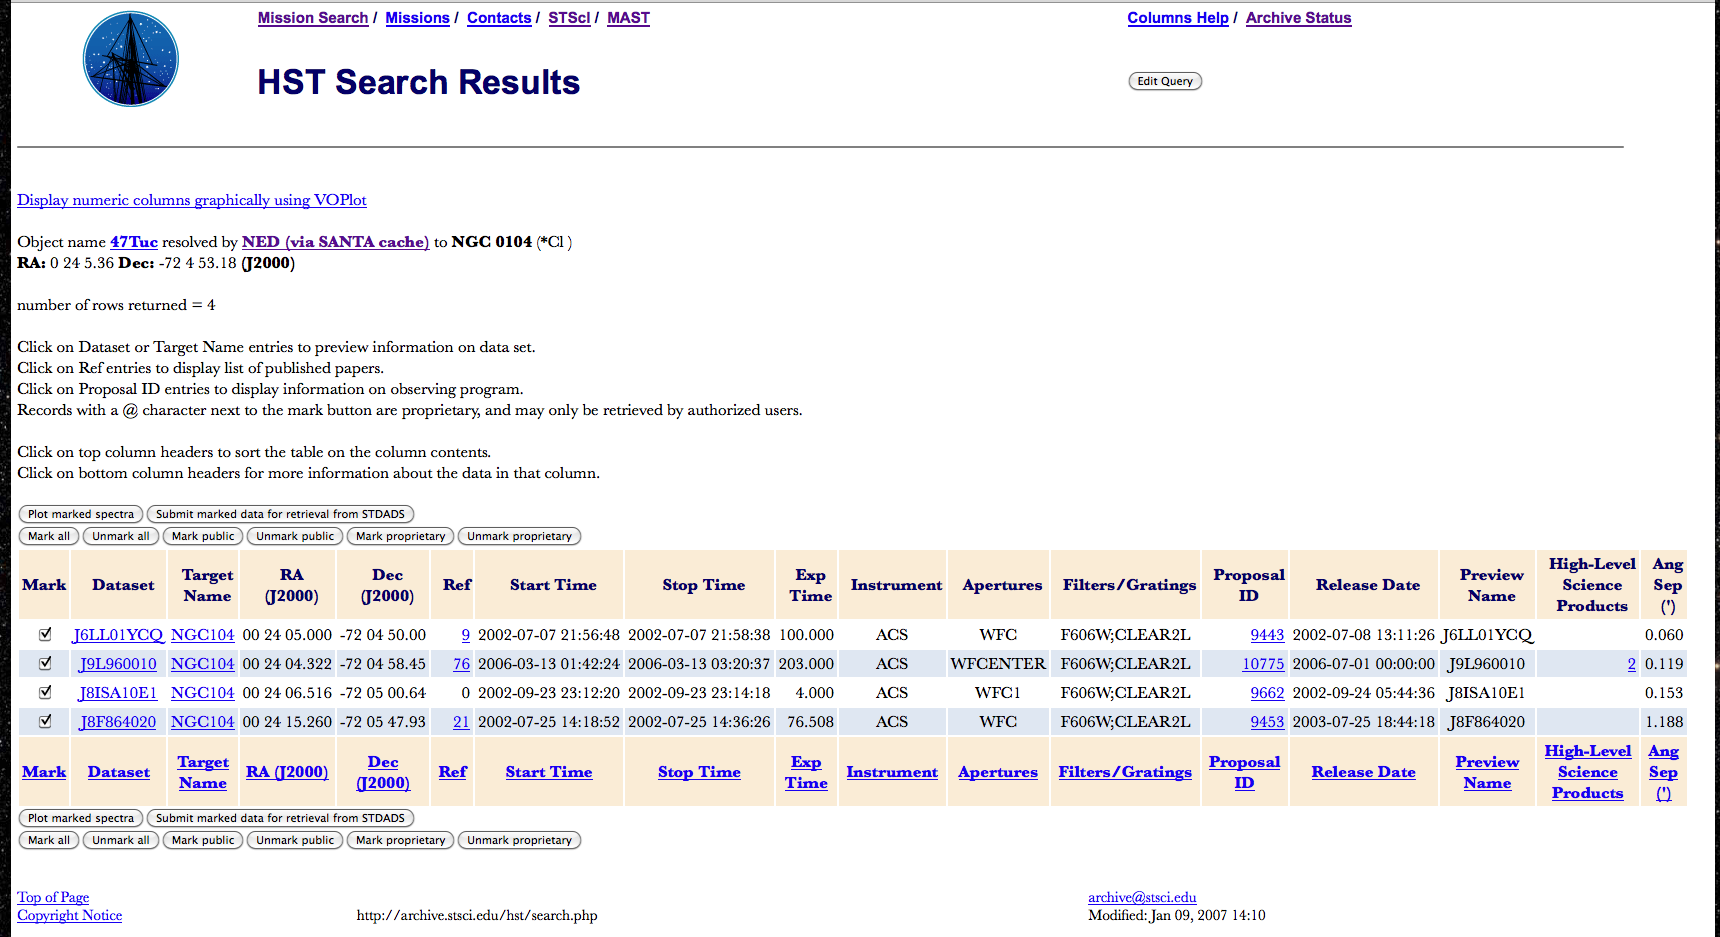 Mission Search / Missions / Contacts / STScI / MAST
Columns Help / Archive Status
HST Search Results
Edit Query
Display numeric columns graphically using VOPlot
Object name 47Tuc resolved by NED (via SANTA cache) to NGC 0104 (*Cl )
RA: 0 24 5.36 Dec: -72 4 53.18 (J2000)
number of rows returned = 4
Click on Dataset or Target Name entries to preview information on data set.
Click on Ref entries to display list of published papers.
Click on Proposal ID entries to display information on observing program.
Records with a @ character next to the mark button are proprietary, and may only be retrieved by authorized users.
Click on top column headers to sort the table on the column contents.
Click on bottom column headers for more information about the data in that column.
Plot marked spectra Submit marked data for retrieval from STDADS
Mark all Unmark all Mark public Unmark public Mark proprietary Unmark proprietary
Mark Dataset Target Name RA (J2000) Dec (J2000) Ref Start Time Stop Time Exp Time Instrument Apertures Filters/Gratings Proposal ID Release Date Preview Name High-Level Science Products Ang Sep (')
J6LL01YCQ NGC104 00 24 05.000 -72 04 50.00 9 2002-07-07 21:56:48 2002-07-07 21:58:38 100.000 ACS WFC F606W;CLEAR2L 9443 2002-07-08 13:11:26 J6LL01YCQ 0.060
J9L960010 NGC104 00 24 04.322 -72 04 58.45 76 2006-03-13 01:42:24 2006-03-13 03:20:37 203.000 ACS WFCENTER F606W;CLEAR2L 10775 2006-07-01 00:00:00 J9L960010 2 0.119
J8ISA10E1 NGC104 00 24 06.516 -72 05 00.64 0 2002-09-23 23:12:20 2002-09-23 23:14:18 4.000 ACS WFC1 F606W;CLEAR2L 9662 2002-09-24 05:44:36 J8ISA10E1 0.153
J8F864020 NGC104 00 24 15.260 -72 05 47.93 21 2002-07-25 14:18:52 2002-07-25 14:36:26 76.508 ACS WFC F606W;CLEAR2L 9453 2003-07-25 18:44:18 J8F864020 1.188
Mark Dataset Target Name RA (J2000) Dec (J2000) Ref Start Time Stop Time Exp Time Instrument Apertures Filters/Gratings Proposal ID Release Date Preview Name High-Level Science Products Ang Sep (')
Plot marked spectra Submit marked data for retrieval from STDADS
Mark all Unmark all Mark public Unmark public Mark proprietary Unmark proprietary
Top of Page
Copyright Notice
http://archive.stsci.edu/hst/search.php
archive@stsci.edu
Modified: Jan 09, 2007 14:10